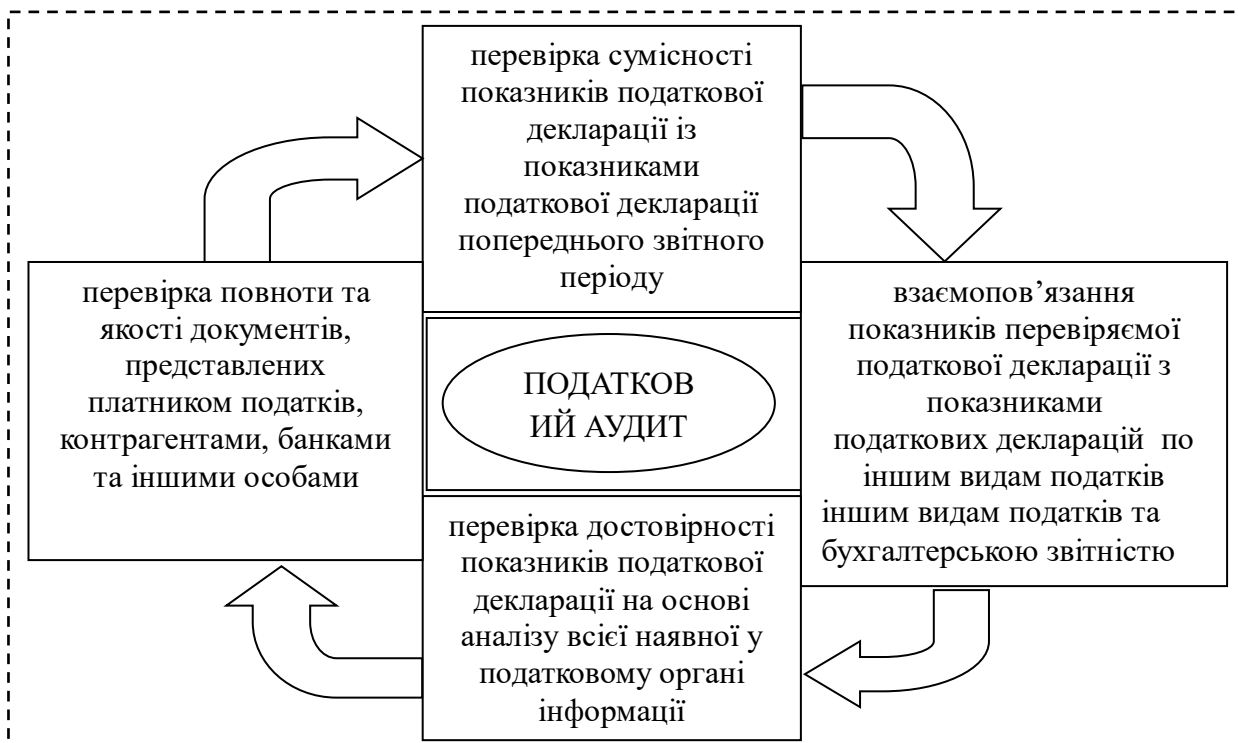 перевірка сумісності
показників податкової
декларації із
показниками
податкової декларації
попереднього звітного
періоду
перевірка повноти та
якості документів,
представлених
платником податків,
контрагентами, банками
та іншими особами
ПОДАТКОВ
ИЙ АУДИТ
взаємопов’язання
показників перевіряємої
податкової декларації з
показниками
податкових декларацій по
іншим видам податків
іншим видам податків та
бухгалтерською звітністю
перевірка достовірності
показників податкової
декларації на основі
аналізу всієї наявної у
податковому органі
інформації